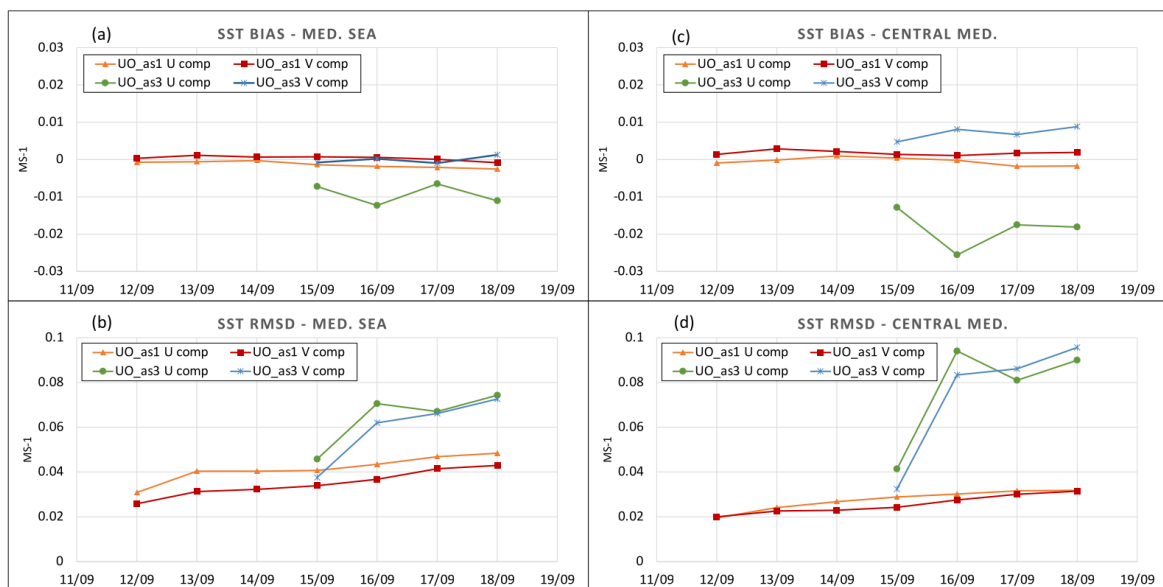 (a)
SST BIAS - MED. SEA
0.03
UO_as1 U comp UO_as1 V comp
0.02
UO_as3 U comp UO_as3 V comp
0.01
MS-1
0
-0.01
-0.02
-0.03
11/09 12/09 13/09 14/09 15/09 16/09 17/09 18/09 19/09
(c)
SST BIAS - CENTRAL MED.
0.03
UO_as1 U comp UO_as1 V comp
0.02
UO_as3 U comp UO_as3 V comp
0.01
MS-1
0
-0.01
-0.02
-0.03
11/09 12/09 13/09 14/09 15/09 16/09 17/09 18/09 19/09
(b)
SST RMSD - MED. SEA
0.1
UO_as1 U comp UO_as1 V comp
UO_as3 U comp UO_as3 V comp
0.08
0.06
MS-1
0.04
0.02
0
11/09 12/09 13/09 14/09 15/09 16/09 17/09 18/09 19/09
(d)
SST RMSD - CENTRAL MED.
0.1
UO_as1 U comp UO_as1 V comp
UO_as3 U comp UO_as3 V comp
0.08
0.06
MS-1
0.04
0.02
0
11/09 12/09 13/09 14/09 15/09 16/09 17/09 18/09 19/09